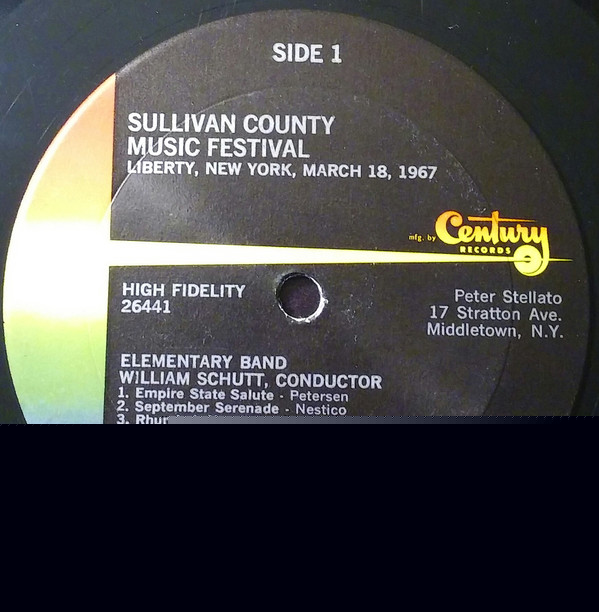 SIDE 1
SULLIVAN COUNTY
MUSIC FESTIVAL
LIBERTY, NEW YORK, MARCH 18, 1967
mfg. by Century
RECORDS
HIGH FIDELITY
26441
Peter Stellato
17 Stratton Ave.
Middletown, N.Y.
ELEMENTARY BAND
WILLIAM SCHUTT, CONDUCTOR
1. Empire State Salute - Petersen
2. September Serenade - Nestico
3.